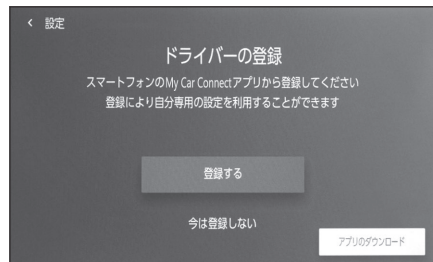 < 設定
ドライバーの登録
スマートフォンのMy Car Connectアプリから登録してください
登録により自分専用の設定を利用することができます
登録する
今は登録しない
アプリのダウンロード